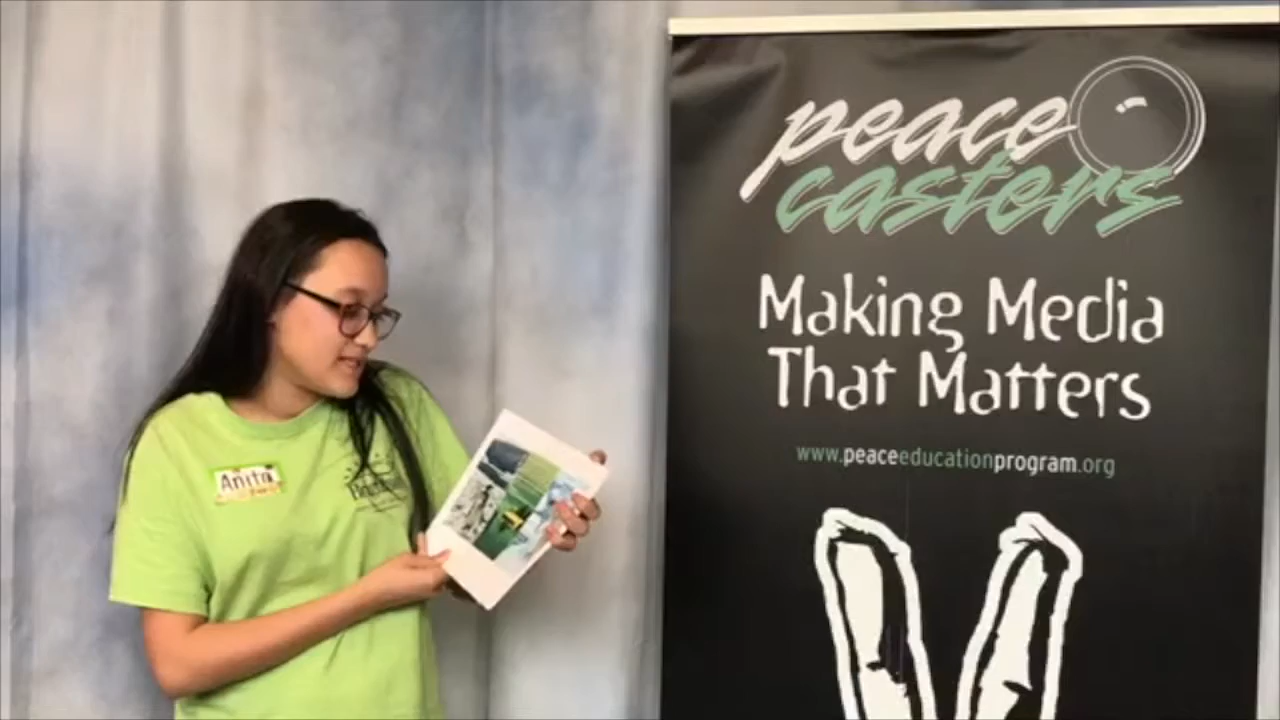 Anita
peace
casters
Making Media
That Matters
www.peaceeducationprogram.org